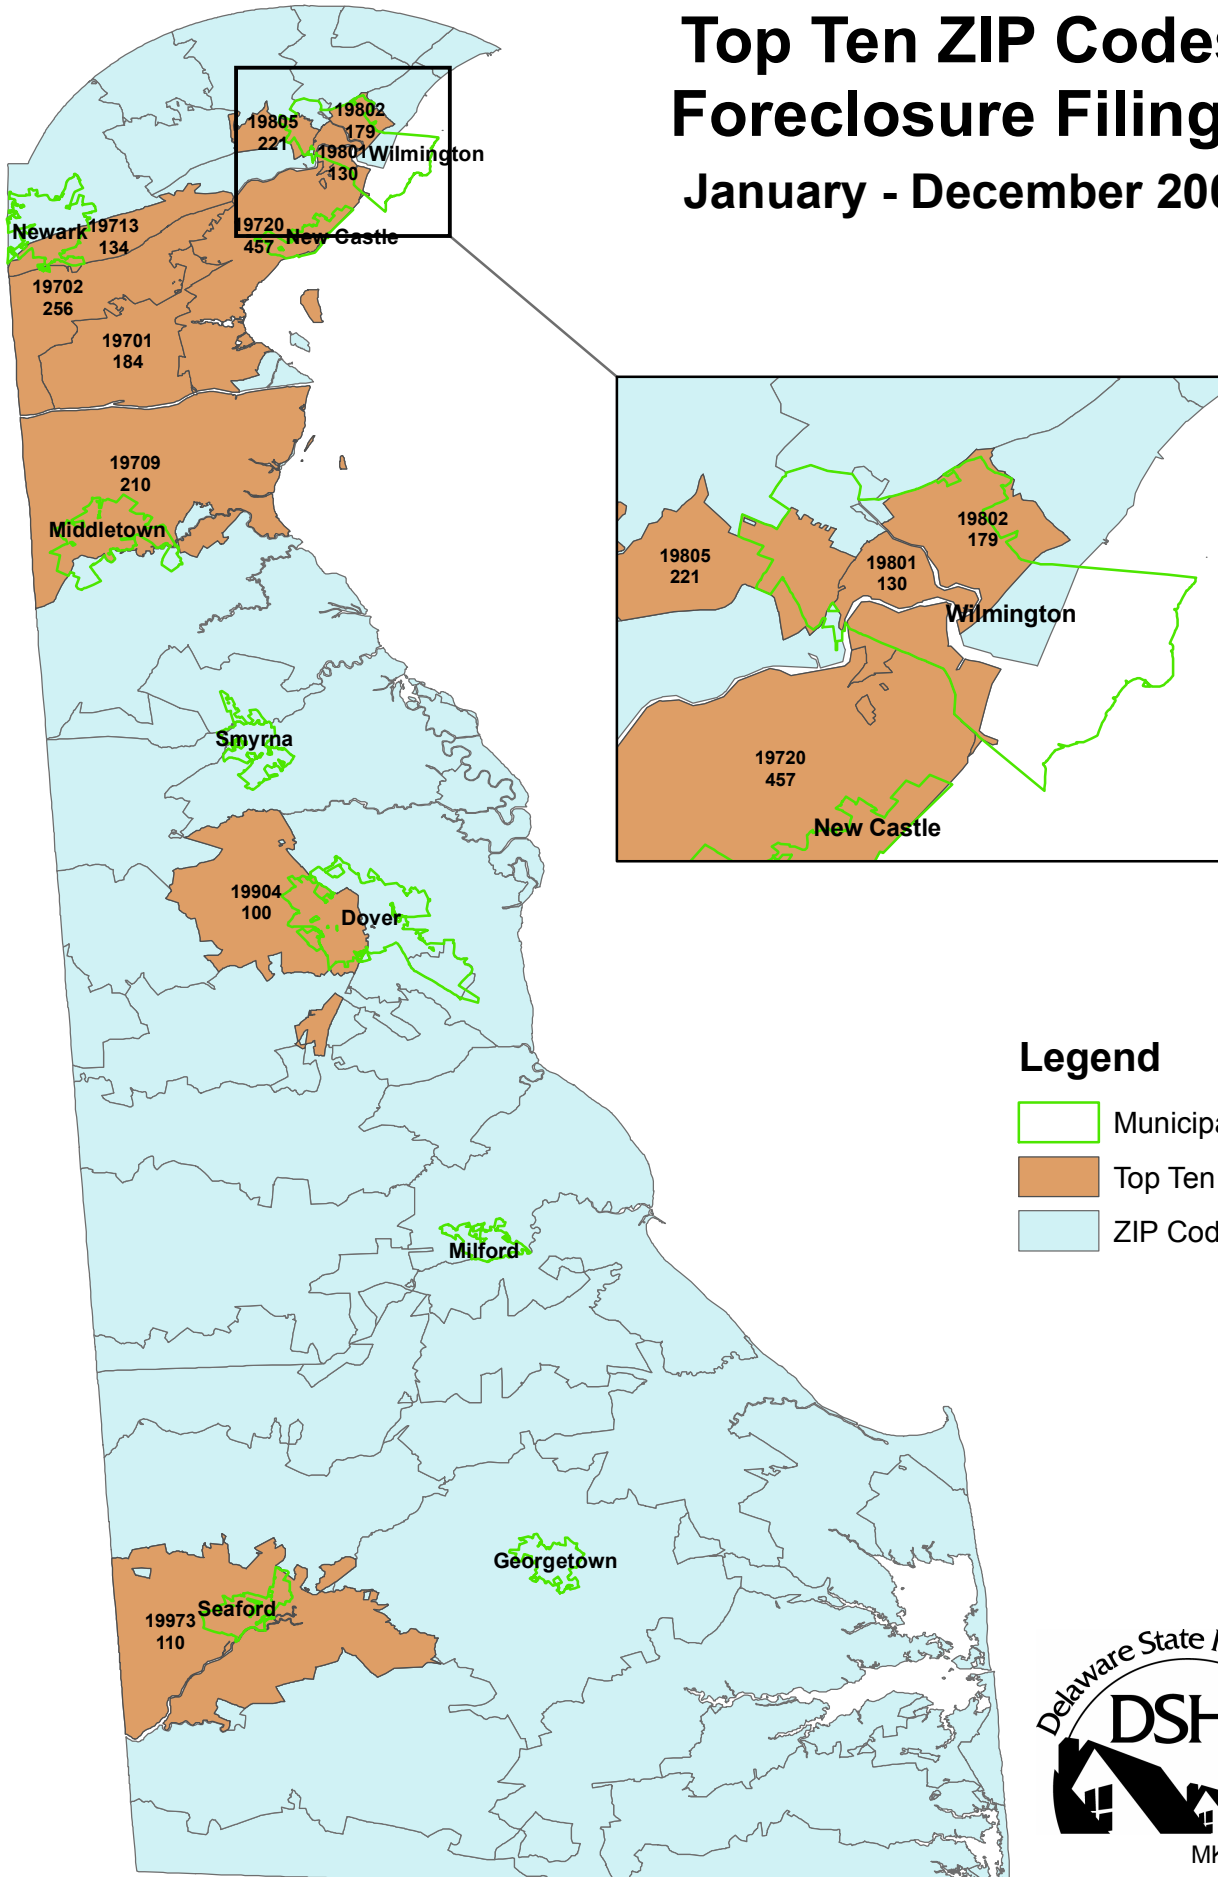 Top Ten ZIP Codes
Foreclosure Filing
January - December 200
19802
179
19805
221
19801
130
Wilmington
Newark
19713
134
19720
457
New Castle
19702
256
19701
184
19709
210
Middletown
19802
179
19805
221
19801
130
Wilmington
19720
457
New Castle
Smyrna
19904
100
Dover
Legend
Municipa
Top Ten
ZIP Cod
Milford
Georgetown
Seaford
19973
110
Delaware State
DSH
MK